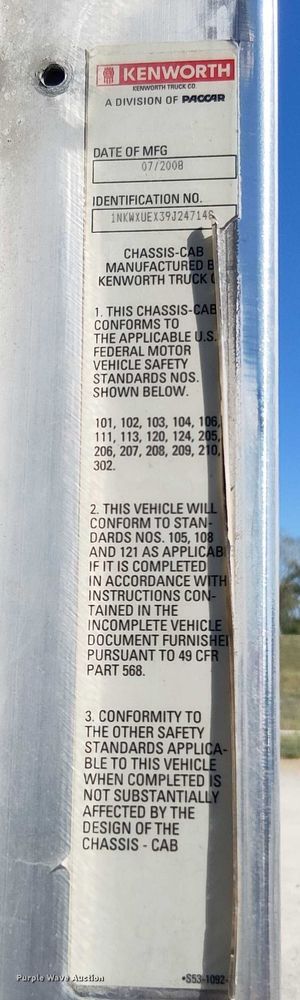 KENWORTH
KENWORTH TRUCK CO.
A DIVISION OF PACCAR
DATE OF MFG
07/2008
IDENTIFICATION NO.
CHASSIS-CAB
MANUFACTURED B
KENWORTH TRUCK
1. THIS CHASSIS-CAB
CONFORMS TO
THE APPLICABLE U.S.
FEDERAL MOTOR
VEHICLE SAFETY
STANDARDS NOS.
SHOWN BELOW.
101, 102, 103, 104, 106,
111, 113, 120, 124, 205,
206, 207, 208, 209, 210,
302.
2. THIS VEHICLE WILL
CONFORM TO STAN-
DARDS NOS. 105, 108
AND 121 AS APPLICABL
IF IT IS COMPLETED
IN ACCORDANCE WITH
INSTRUCTIONS CON-
TAINED IN THE
INCOMPLETE VEHICLE
DOCUMENT FURNISHE
PURSUANT TO 49 CFR
PART 568.
3. CONFORMITY TO
THE OTHER SAFETY
STANDARDS APPLICA-
BLE TO THIS VEHICLE
WHEN COMPLETED IS
NOT SUBSTANTIALLY
AFFECTED BY THE
DESIGN OF THE
CHASSIS - CAB
•S53-1092-
Purple Wave Auction